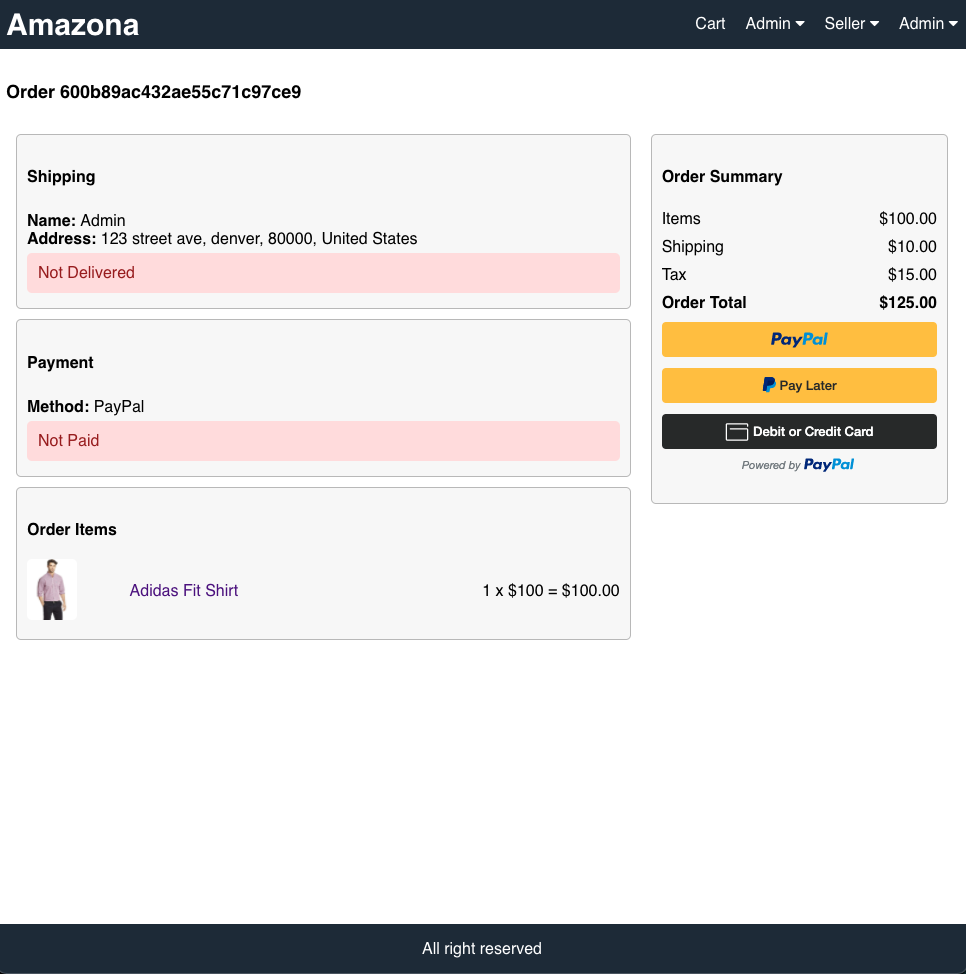 Amazona
Cart Admin Seller Admin
Order 600b89ac432ae55c71c97ce9
Shipping
Name: Admin
Address: 123 street ave, denver, 80000, United States
Not Delivered
Payment
Method: PayPal
Not Paid
Order Items
Adidas Fit Shirt 1 x $100 = $100.00
Order Summary
Items $100.00
Shipping $10.00
Tax $15.00
Order Total $125.00
PayPal
Pay Later
Debit or Credit Card
Powered by PayPal
All right reserved